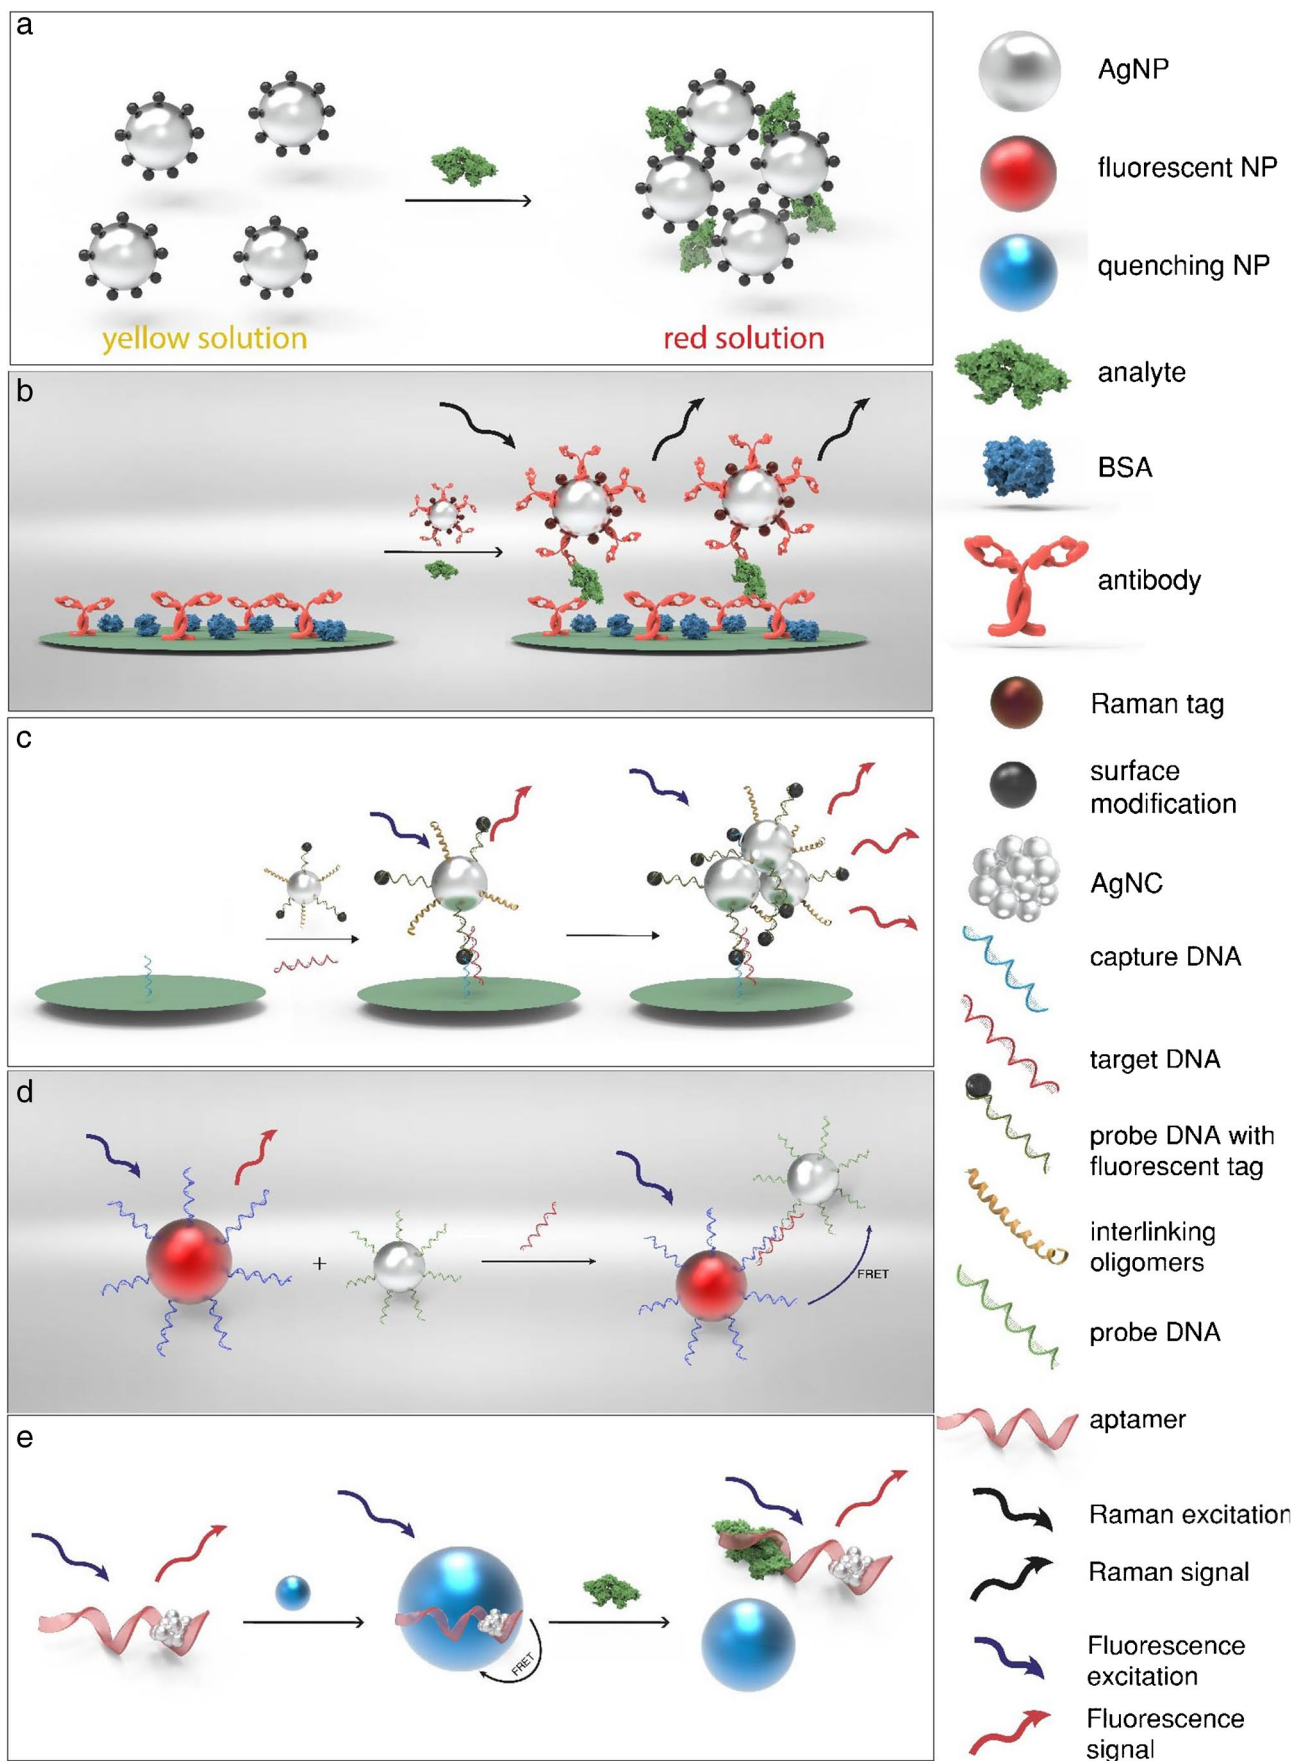 a
yellow solution
red solution
b
c
d
+
FRET
e
FRET
AgNP
fluorescent NP
quenching NP
analyte
BSA
antibody
Raman tag
surface
modification
AgNC
capture DNA
target DNA
probe DNA with
fluorescent tag
interlinking
oligomers
probe DNA
aptamer
Raman excitation
Raman signal
Fluorescence
excitation
Fluorescence
signal